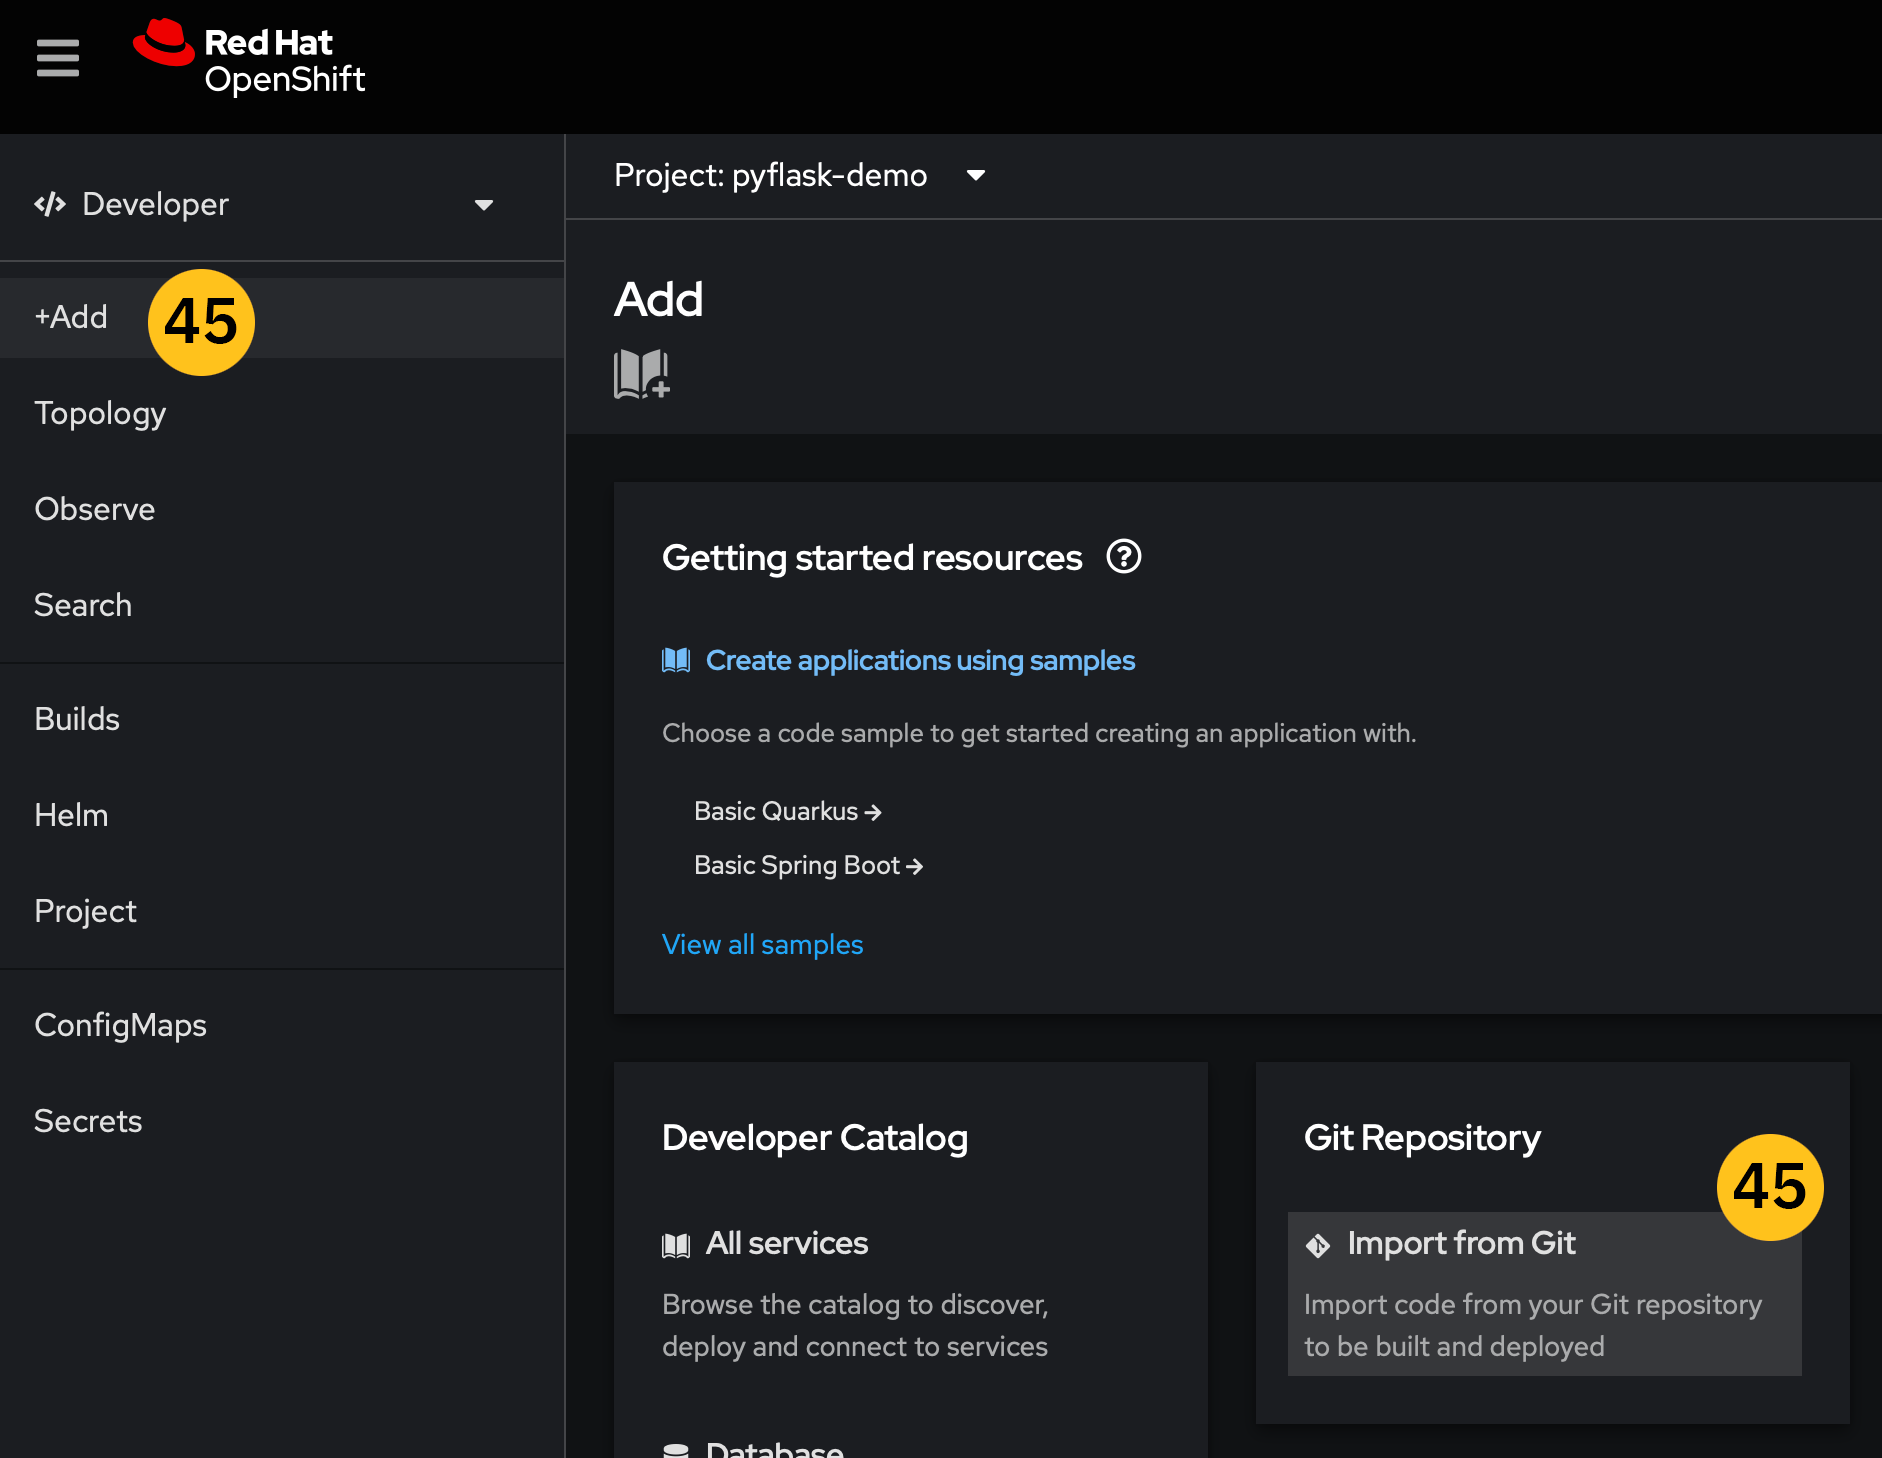 Red Hat
OpenShift
Developer
+Add
45
Topology
Observe
Search
Builds
Helm
Project
ConfigMaps
Secrets
Project: pyflask-demo
Add
Getting started resources
Create applications using samples
Choose a code sample to get started creating an application with.
Basic Quarkus
Basic Spring Boot
View all samples
Developer Catalog
All services
Browse the catalog to discover,
deploy and connect to services
Database
Git Repository
45
Import from Git
Import code from your Git repository
to be built and deployed